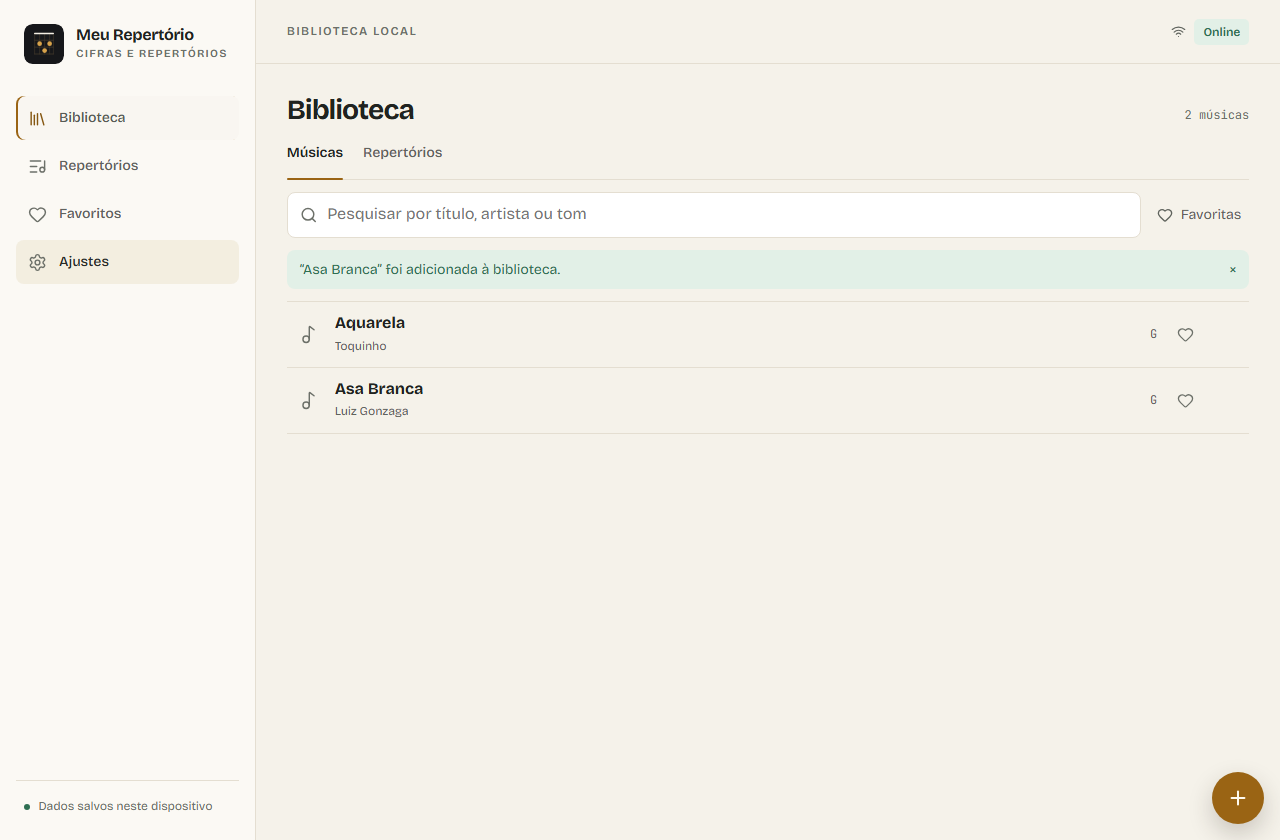 Meu Repertório
CIFRAS E REPERTÓRIOS
Biblioteca
Repertórios
Favoritos
Ajustes
Dados salvos neste dispositivo
BIBLIOTECA LOCAL
Online
Biblioteca
2 músicas
Músicas
Repertórios
Pesquisar por título, artista ou tom
Favoritas
“Asa Branca” foi adicionada à biblioteca.
×
Aquarela
Toquinho
G
Asa Branca
Luiz Gonzaga
G